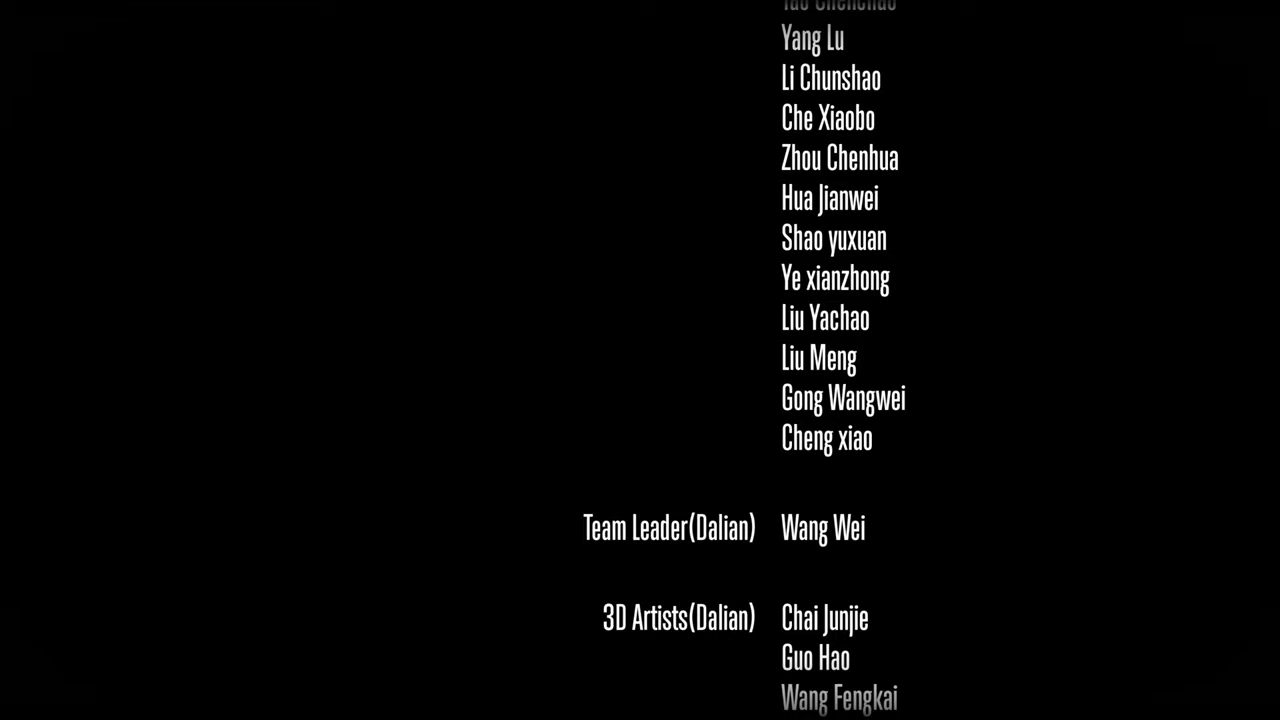 Yang Lu
Li Chunshao
Che Xiaobo
Zhou Chenhua
Hua Jianwei
Shao yuxuan
Ye xianzhong
Liu Yachao
Liu Meng
Gong Wangwei
Cheng xiao
Team Leader(Dalian) Wang Wei
3D Artists(Dalian) Chai Junjie
Guo Hao
Wang Fengkai